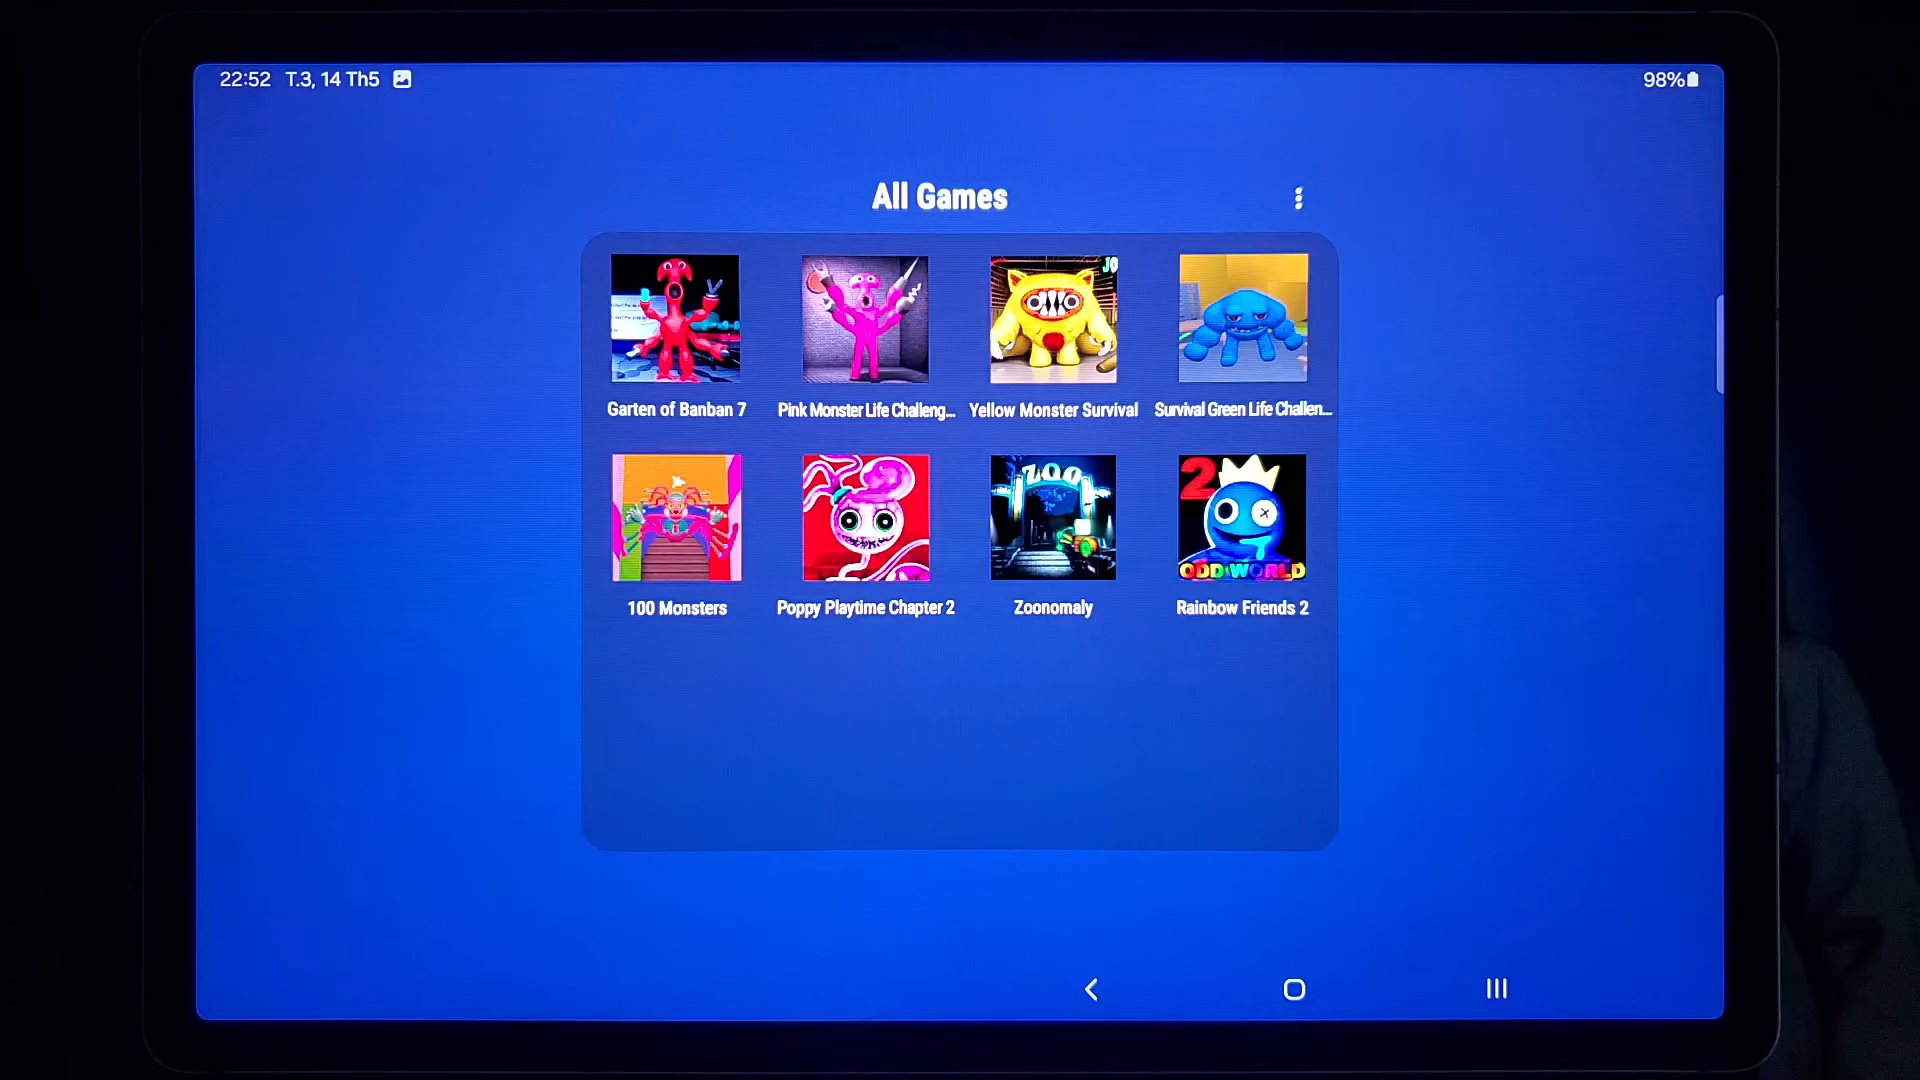 22:52 T.3, 14 Th5
98%
All Games
JO
Garten of Banban 7
Pink Monster Life Challeng...
Yellow Monster Survival
Survival Green Life Challen...
ZOO
2
ODD WORLD
100 Monsters
Poppy Playtime Chapter 2
Zoonomaly
Rainbow Friends 2